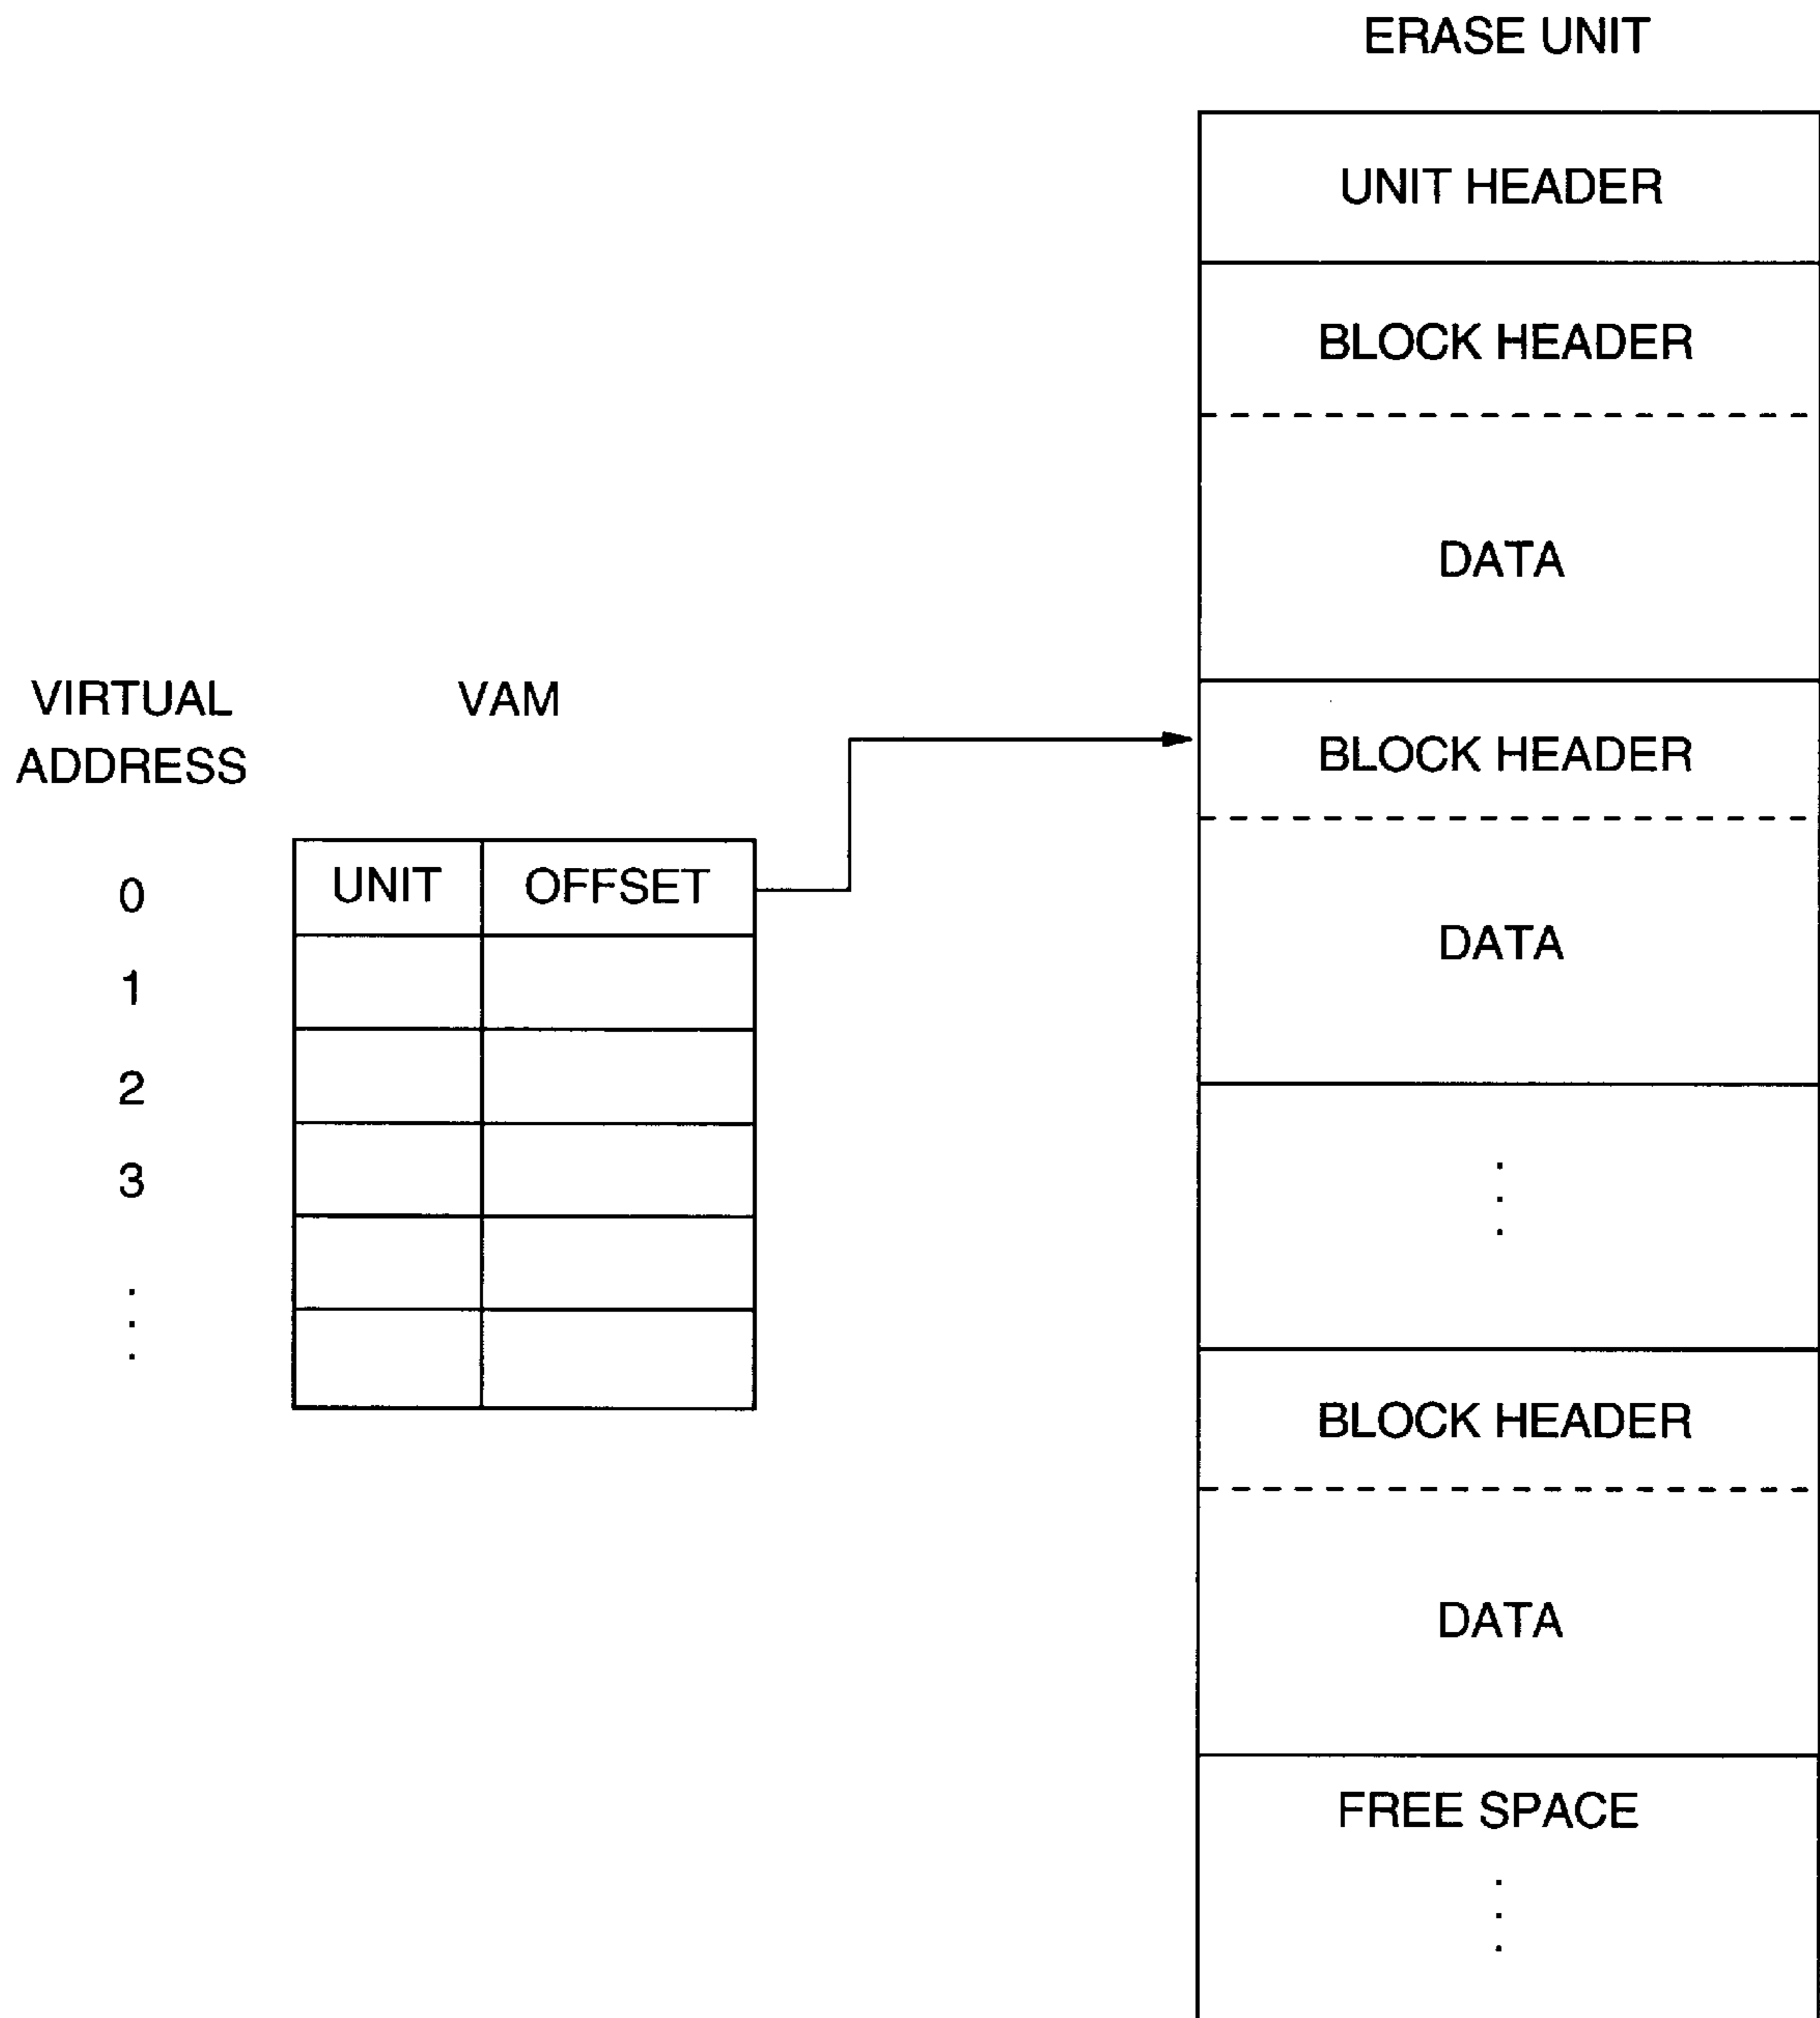 ERASE UNIT
UNIT HEADER
BLOCK HEADER
DATA
VIRTUAL
ADDRESS
VAM
BLOCK HEADER
0
UNIT OFFSET
DATA
1
2
3
.
.
.
.
.
.
BLOCK HEADER
DATA
FREE SPACE
.
.
.